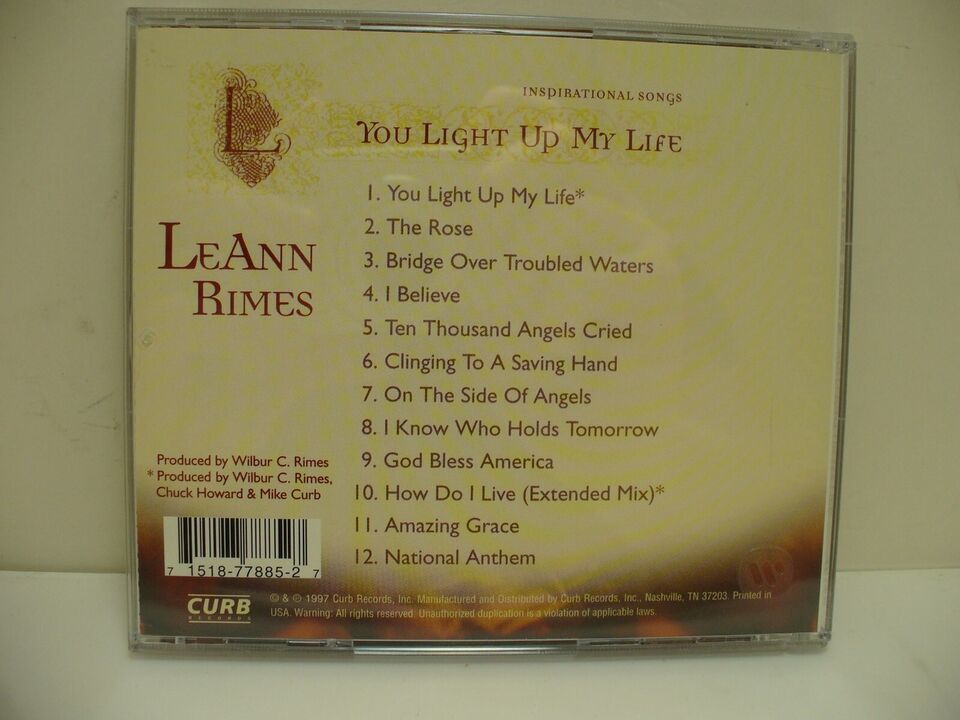 L
INSPIRATIONAL SONGS
YOU LIGHT UP MY LIFE
LEANN
RIMES
1. You Light Up My Life*
2. The Rose
3. Bridge Over Troubled Waters
4. I Believe
5. Ten Thousand Angels Cried
6. Clinging To A Saving Hand
7. On The Side Of Angels
8. I Know Who Holds Tomorrow
9. God Bless America
10. How Do I Live (Extended Mix)*
11. Amazing Grace
12. National Anthem
Produced by Wilbur C. Rimes
* Produced by Wilbur C. Rimes,
Chuck Howard & Mike Curb
7 1518-77885-2 7
CURB
RECORDS
© & ℗ 1997 Curb Records, Inc. Manufactured and Distributed by Curb Records, Inc., Nashville, TN 37203. Printed in
USA. Warning: All rights reserved. Unauthorized duplication is a violation of applicable laws.